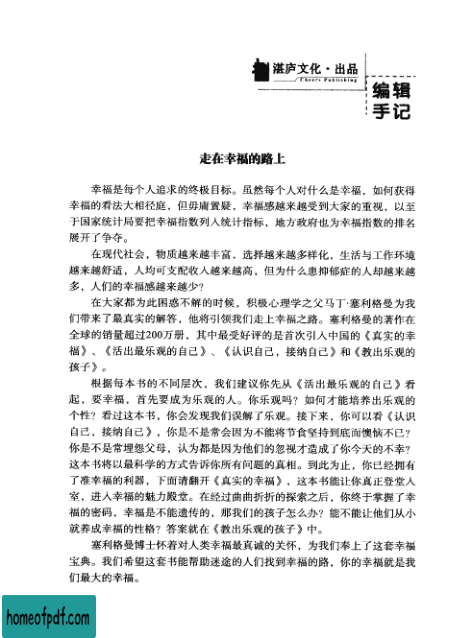 湛庐文化·出品
Cheers Publishing
编辑
手记
走在幸福的路上
幸福是每个人追求的终极目标。虽然每个人对什么是幸福，如何获得
幸福的看法大相径庭，但毋庸置疑，幸福感越来越受到大家的重视，以至
于国家统计局要把幸福指数列入统计指标，地方政府也为幸福指数的排名
展开了争夺。
在现代社会，物质越来越丰富，选择越来越多样化，生活与工作环境
越来越舒适，人均可支配收入越来越高，但为什么患抑郁症的人却越来越
多，人们的幸福感越来越少？
在大家都为此困惑不解的时候，积极心理学之父马丁·塞利格曼为我
们带来了最真实的解答，他将引领我们走上幸福之路。塞利格曼的著作在
全球的销量超过200万册，其中最受好评的是首次引入中国的《真实的幸
福》、《活出最乐观的自己》、《认识自己，接纳自己》和《教出乐观的
孩子》。
根据每本书的不同层次，我们建议你先从《活出最乐观的自己》看
起，要幸福，首先要成为乐观的人。你乐观吗？如何才能培养出乐观的
个性？看过这本书，你会发现我们误解了乐观。接下来，你可以看《认识
自己，接纳自己》，你是不是常会因为不能将节食坚持到底而懊恼不已？
你是不是常埋怨父母，认为都是因为他们的忽视才造成了你今天的不幸？
这本书将以最科学的方式告诉你所有问题的真相。到此为止，你已经拥有
了准幸福的利器，下面请翻开《真实的幸福》，这本书能让你真正登堂入
室，进入幸福的魅力殿堂。在经过曲曲折折的探索之后，你终于掌握了幸
福的密码，幸福是不能遗传的，那我们的孩子怎么办？能不能让他们从小
就养成幸福的性格？答案就在《教出乐观的孩子》中。
塞利格曼博士怀着对人类幸福最真诚的关怀，为我们奉上了这套幸福
宝典。我们希望这套书能帮助迷途的人们找到幸福的路，你的幸福就是我
们最大的幸福。
homeofpdf.com